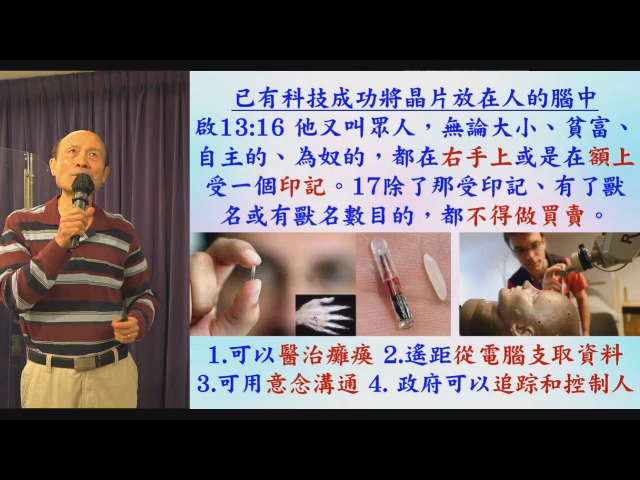 已有科技成功將晶片放在人的腦中
啟13:16 他又叫眾人，無論大小、貧富、
自主的、為奴的，都在右手上或是在額上
受一個印記。17除了那受印記、有了獸
名或有獸名數目的，都不得做買賣。
1.可以醫治癱瘓 2.遙距從電腦支取資料
3.可用意念溝通 4. 政府可以追踪和控制人